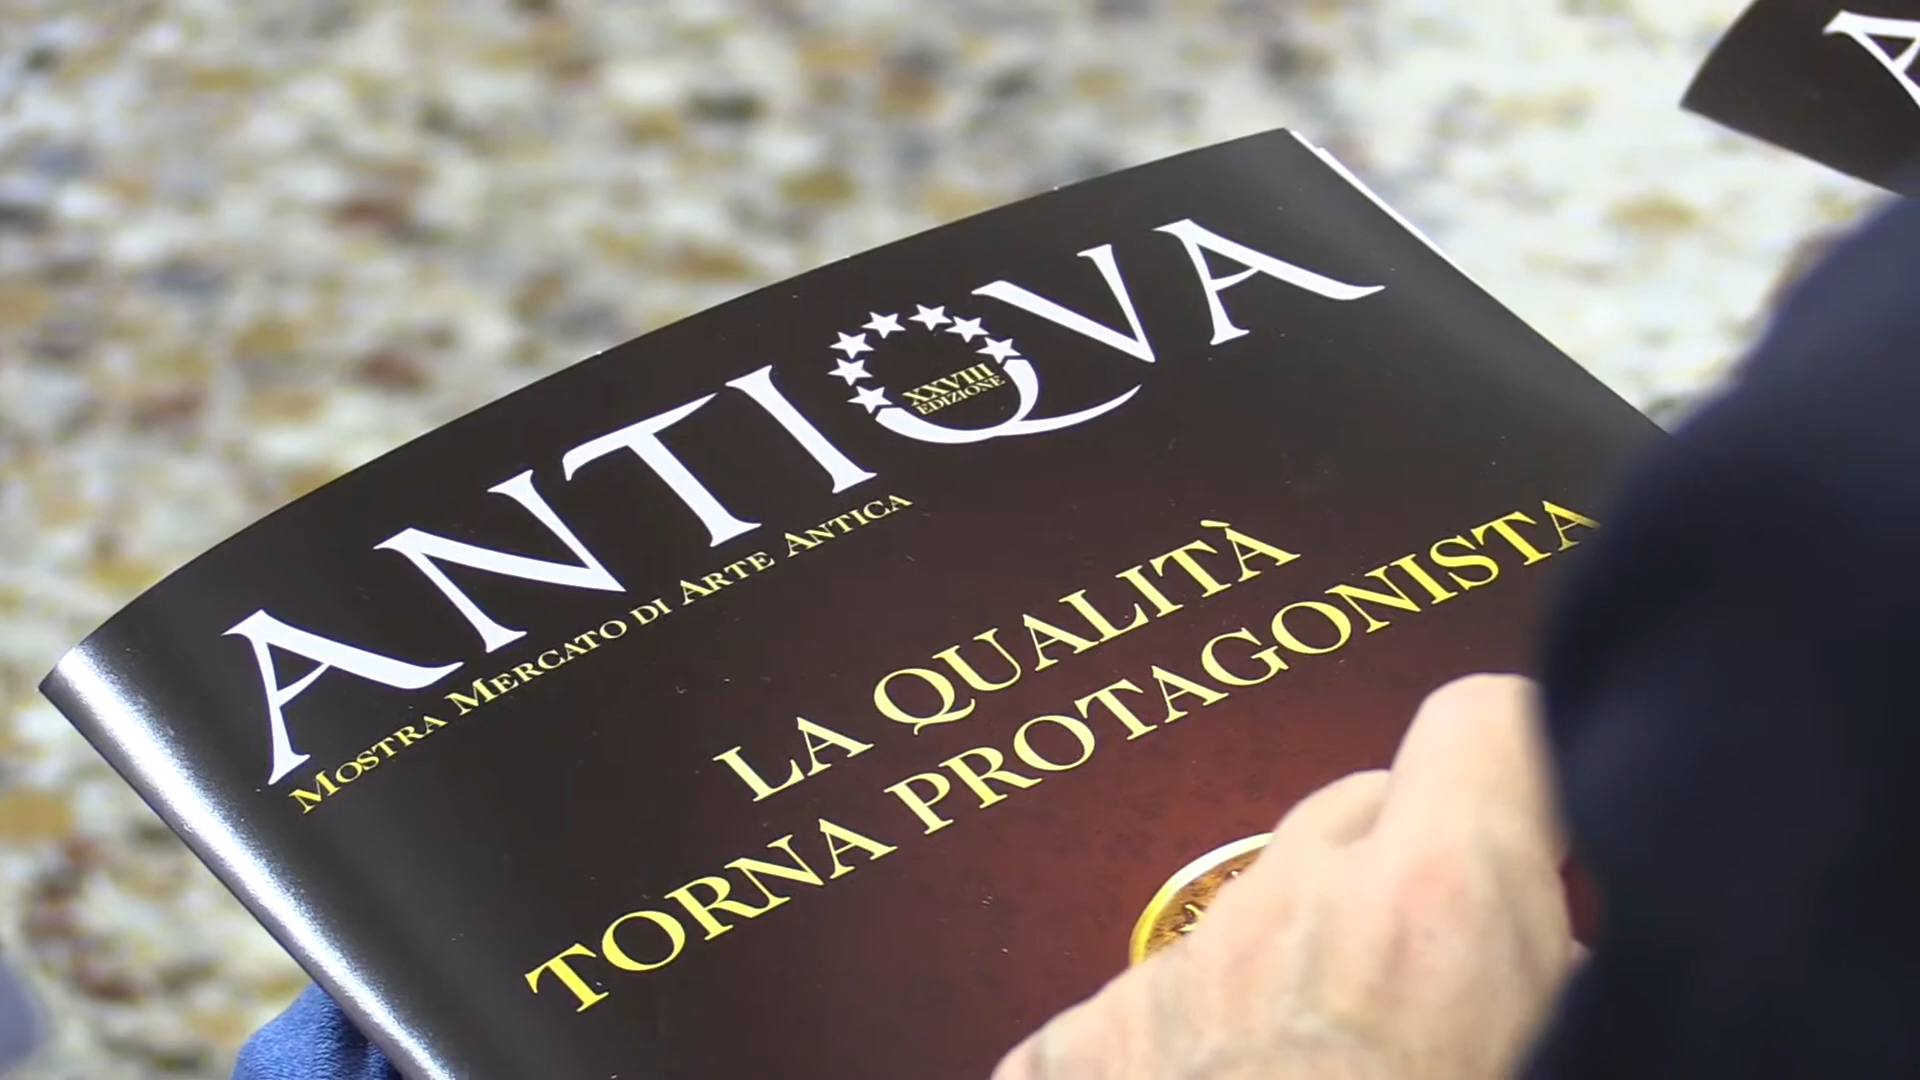 ANTIQVA
XXVIII
EDIZIONE
MOSTRA MERCATO DI ARTE ANTICA
LA QUALITÀ
TORNA PROTAGONISTA
A